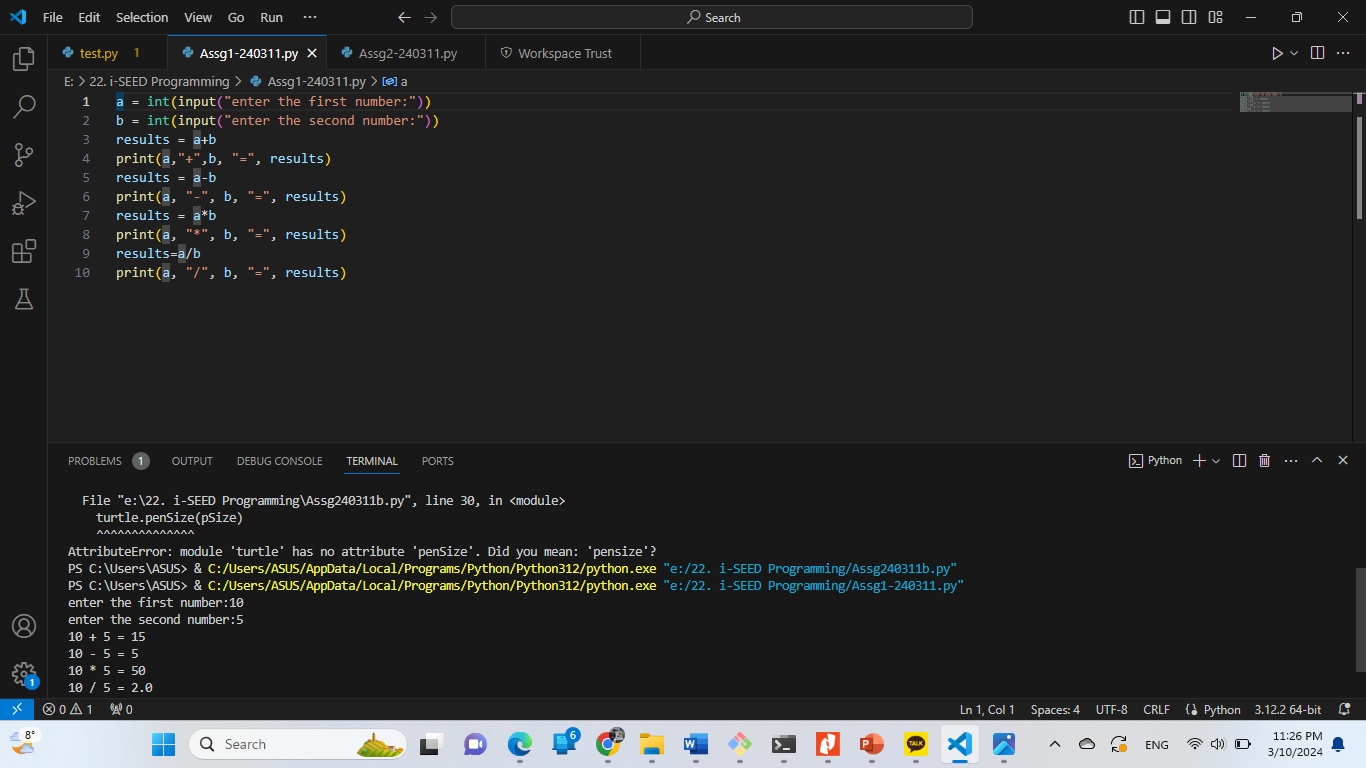 File Edit Selection View Go Run ··· Search
test.py 1 Assg1-240311.py Assg2-240311.py Workspace Trust
E: > 22. i-SEED Programming > Assg1-240311.py > a
1 a = int(input("enter the first number:"))
2 b = int(input("enter the second number:"))
3 results = a+b
4 print(a,"+",b, "=", results)
5 results = a-b
6 print(a, "-", b, "=", results)
7 results = a*b
8 print(a, "*", b, "=", results)
9 results=a/b
10 print(a, "/", b, "=", results)
PROBLEMS 1 OUTPUT DEBUG CONSOLE TERMINAL PORTS Python
File "e:\22. i-SEED Programming\Assg240311b.py", line 30, in <module>
turtle.penSize(pSize)
^^^^^^^^^^^^^^
AttributeError: module 'turtle' has no attribute 'penSize'. Did you mean: 'pensize'?
PS C:\Users\ASUS> & C:/Users/ASUS/AppData/Local/Programs/Python/Python312/python.exe "e:/22. i-SEED Programming/Assg240311b.py"
PS C:\Users\ASUS> & C:/Users/ASUS/AppData/Local/Programs/Python/Python312/python.exe "e:/22. i-SEED Programming/Assg1-240311.py"
enter the first number:10
enter the second number:5
10 + 5 = 15
10 - 5 = 5
10 * 5 = 50
10 / 5 = 2.0
1
0 1 0 Ln 1, Col 1 Spaces: 4 UTF-8 CRLF Python 3.12.2 64-bit
8° Search 6 TALK ENG 11:26 PM
3/10/2024